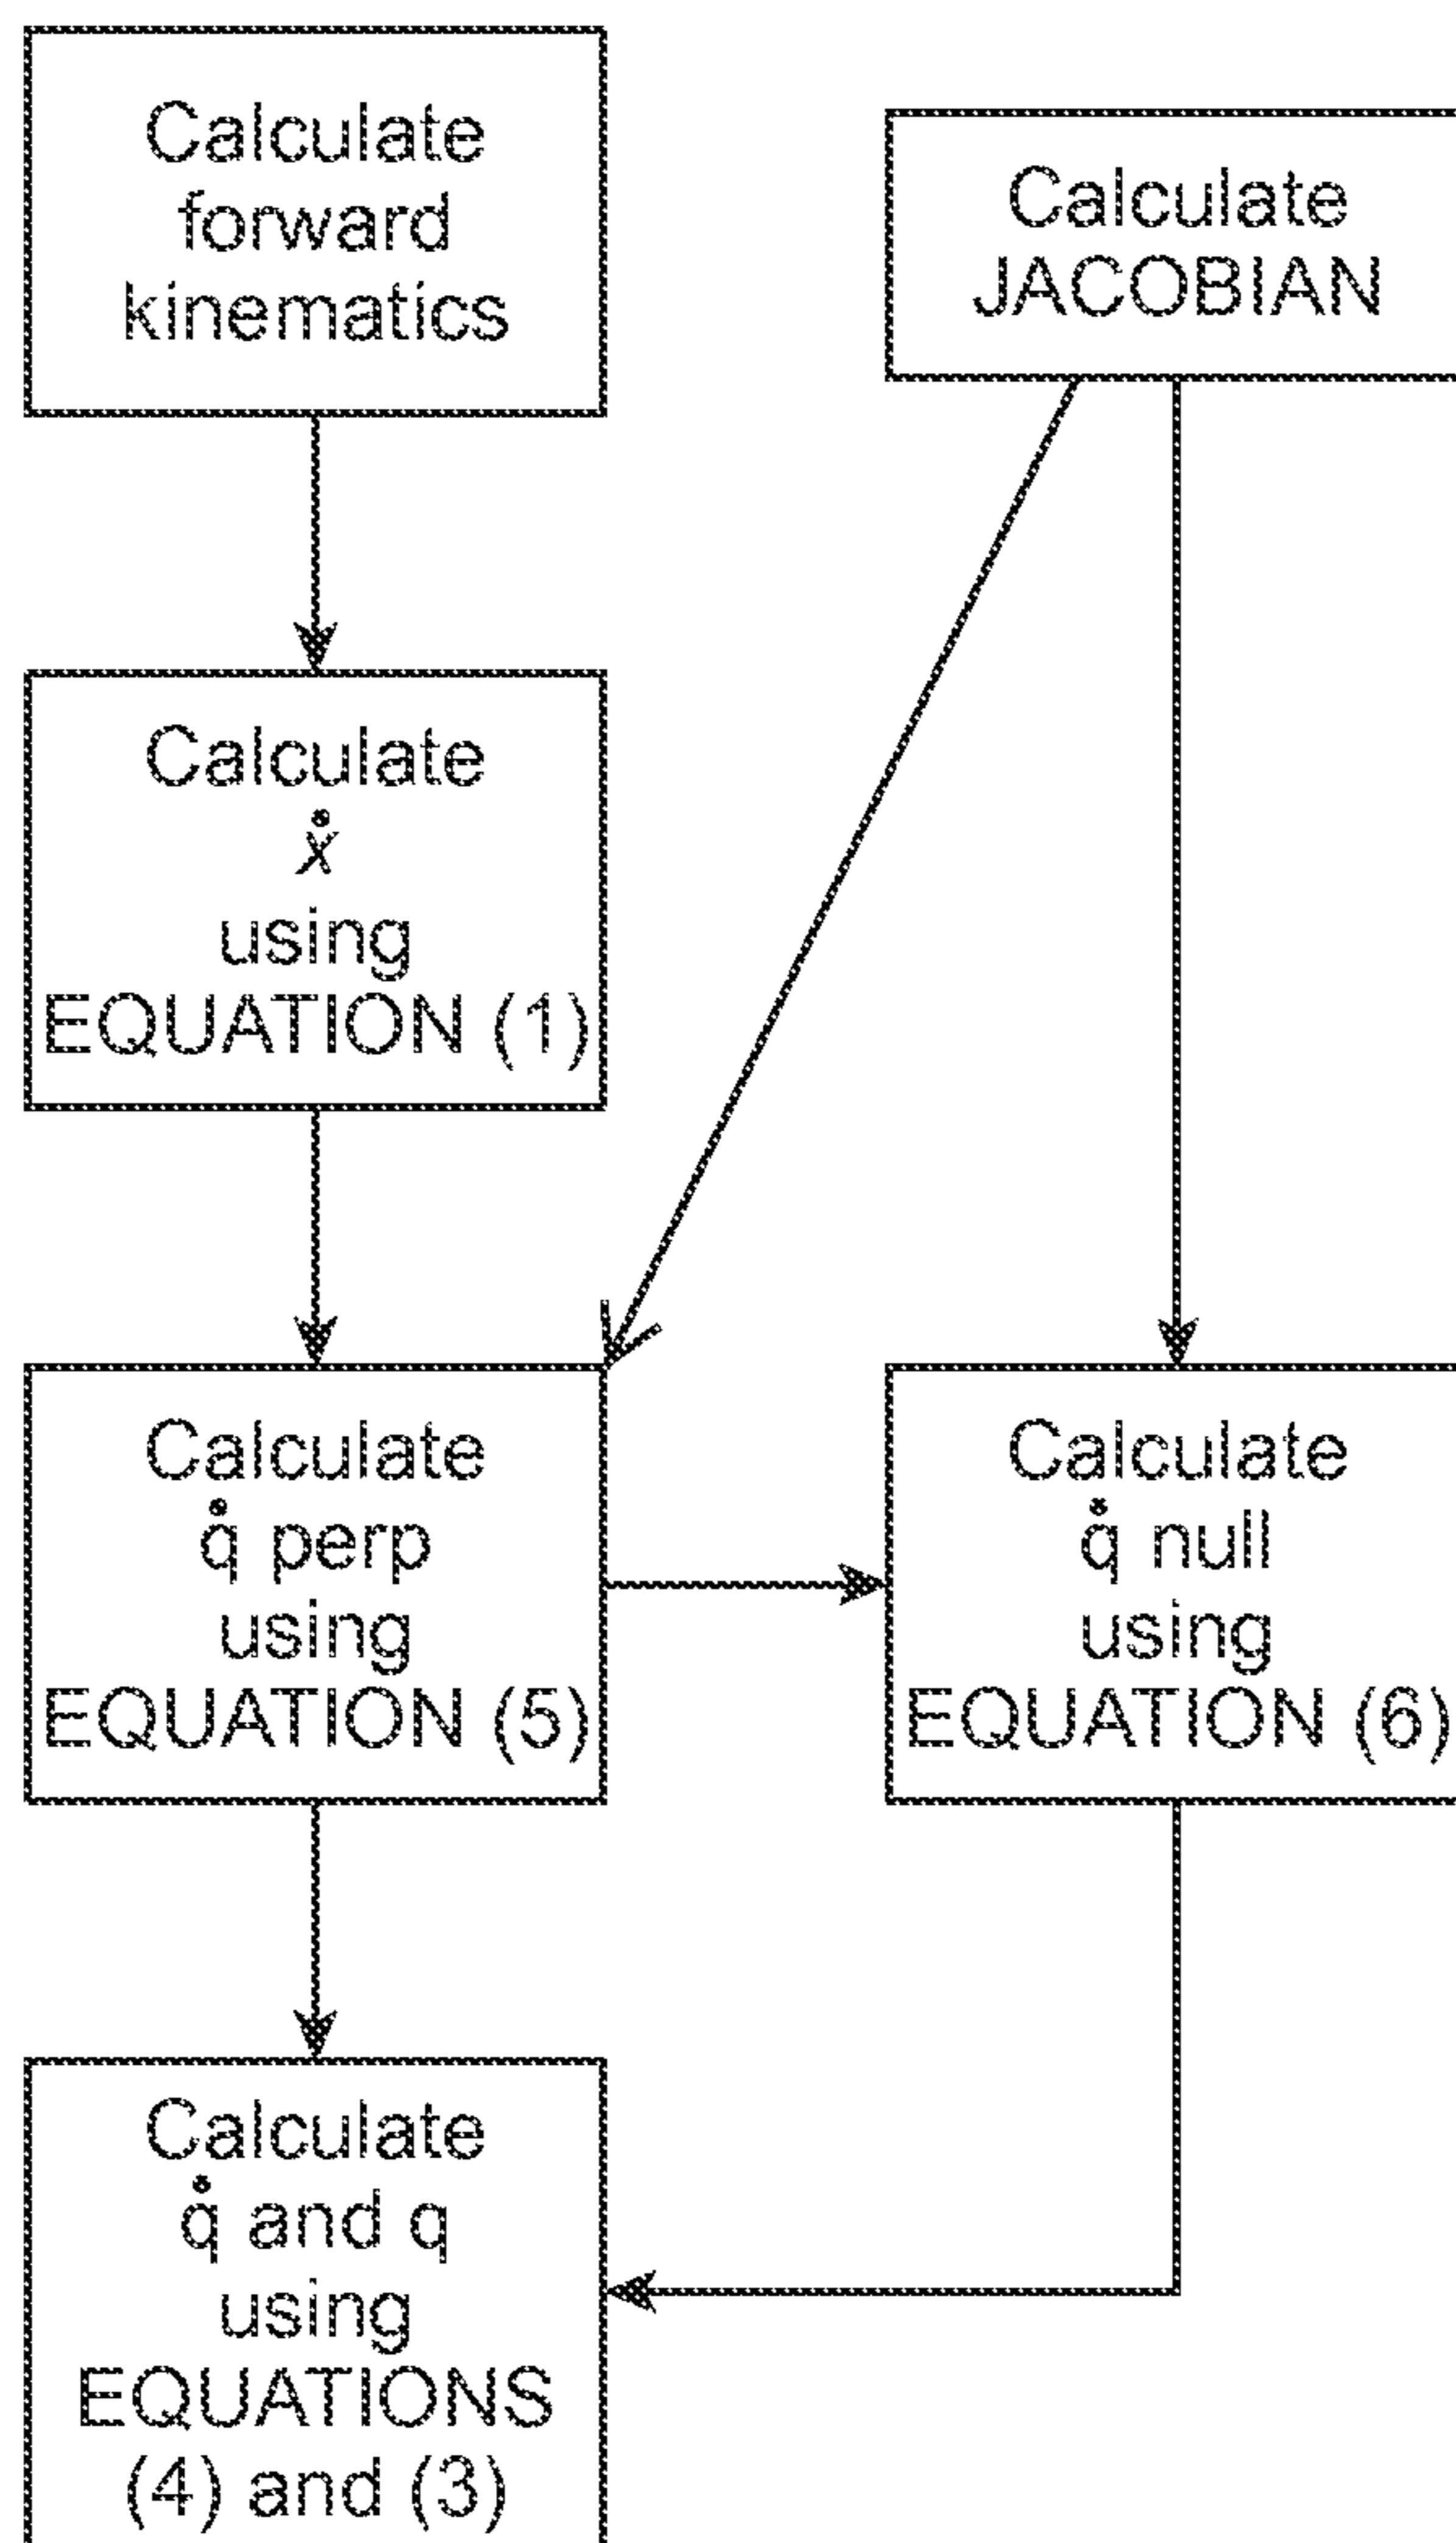 Calculate
forward
kinematics
Calculate
JACOBIAN
Calculate
ẋ
using
EQUATION (1)
Calculate
q̇ perp
using
EQUATION (5)
Calculate
q̇ null
using
EQUATION (6)
Calculate
q̇ and q
using
EQUATIONS
(4) and (3)